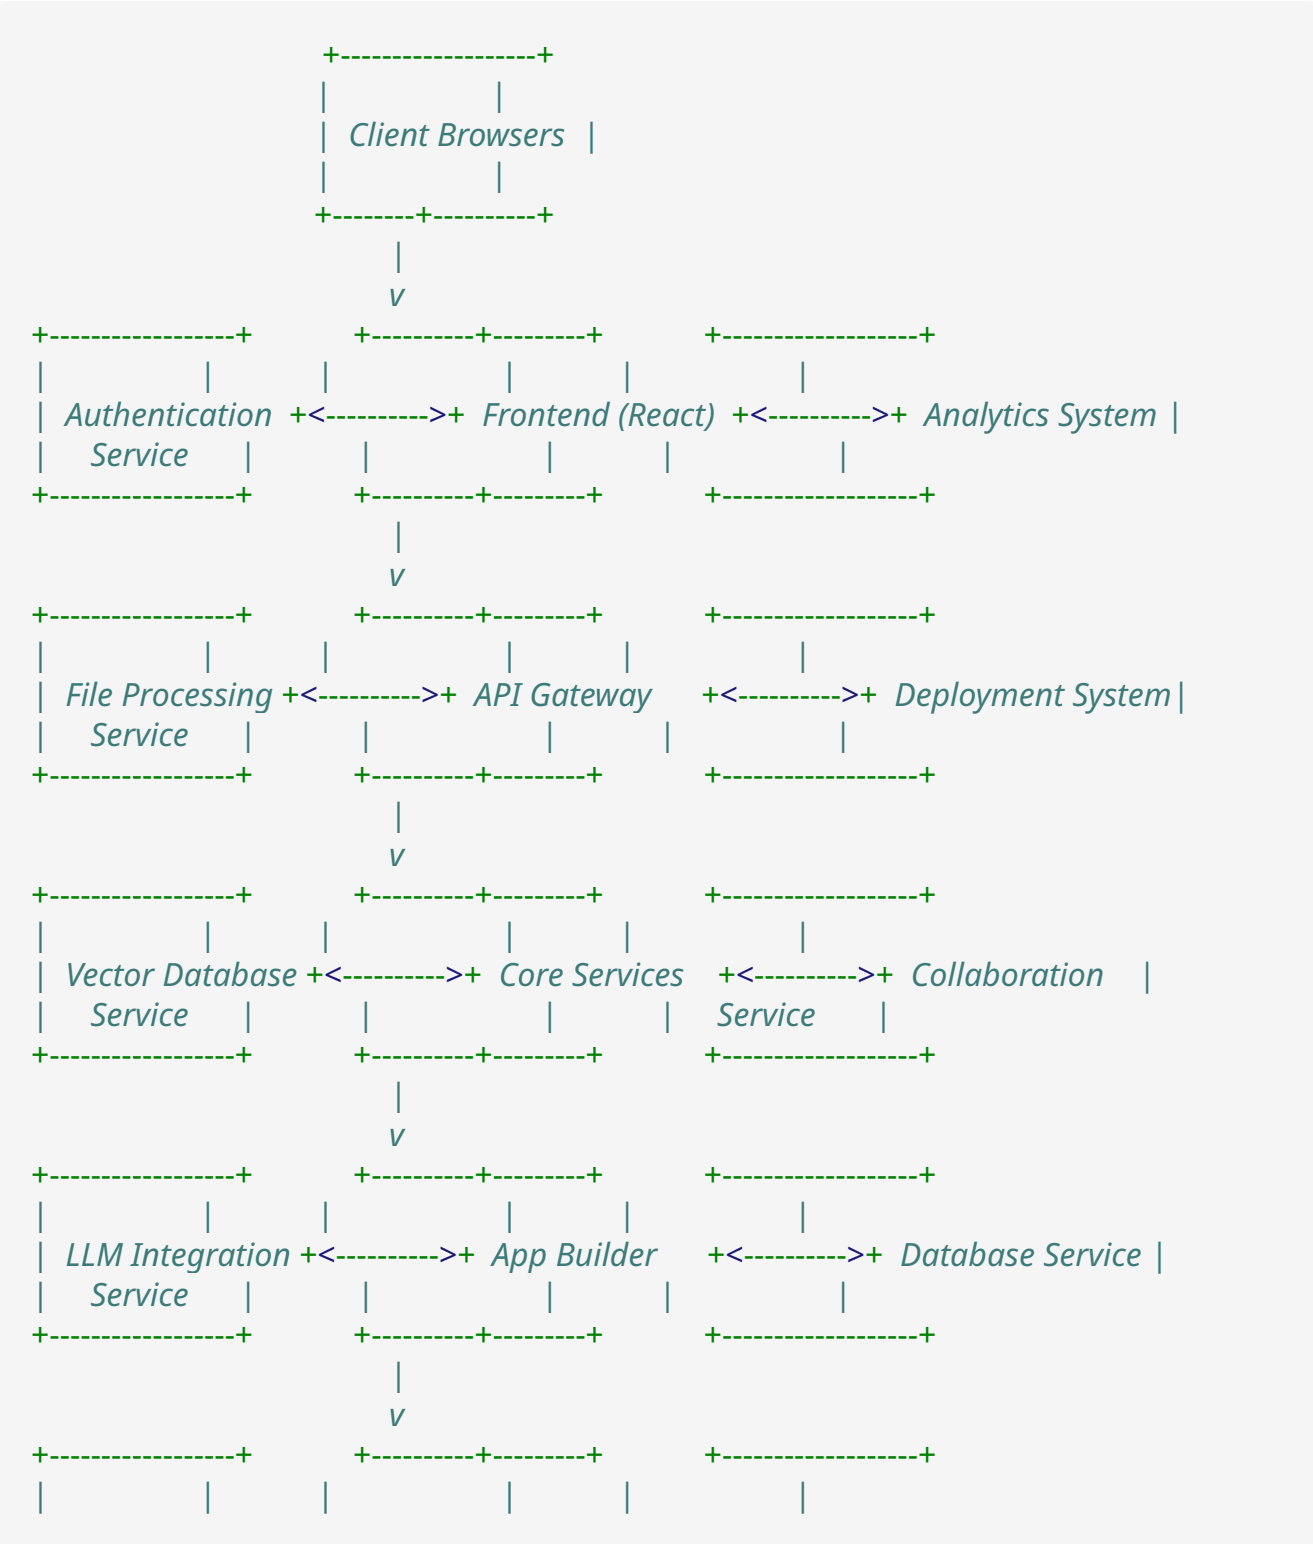 +-------------------+
|                   |
|  Client Browsers  |
|                   |
+--------+----------+
|
v
+------------------+          +----------+---------+          +-------------------+
|                  |          |                    |          |                   |
|  Authentication  +<---------->+  Frontend (React)  +<---------->+  Analytics System |
|     Service      |          |                    |          |                   |
+------------------+          +----------+---------+          +-------------------+
|
v
+------------------+          +----------+---------+          +-------------------+
|                  |          |                    |          |                   |
|  File Processing +<---------->+  API Gateway       +<---------->+  Deployment System|
|     Service      |          |                    |          |                   |
+------------------+          +----------+---------+          +-------------------+
|
v
+------------------+          +----------+---------+          +-------------------+
|                  |          |                    |          |                   |
|  Vector Database +<---------->+  Core Services     +<---------->+  Collaboration    |
|     Service      |          |                    |          |     Service       |
+------------------+          +----------+---------+          +-------------------+
|
v
+------------------+          +----------+---------+          +-------------------+
|                  |          |                    |          |                   |
|  LLM Integration +<---------->+  App Builder       +<---------->+  Database Service |
|     Service      |          |                    |          |                   |
+------------------+          +----------+---------+          +-------------------+
|
v
+------------------+          +----------+---------+          +-------------------+
|                  |          |                    |          |                   |